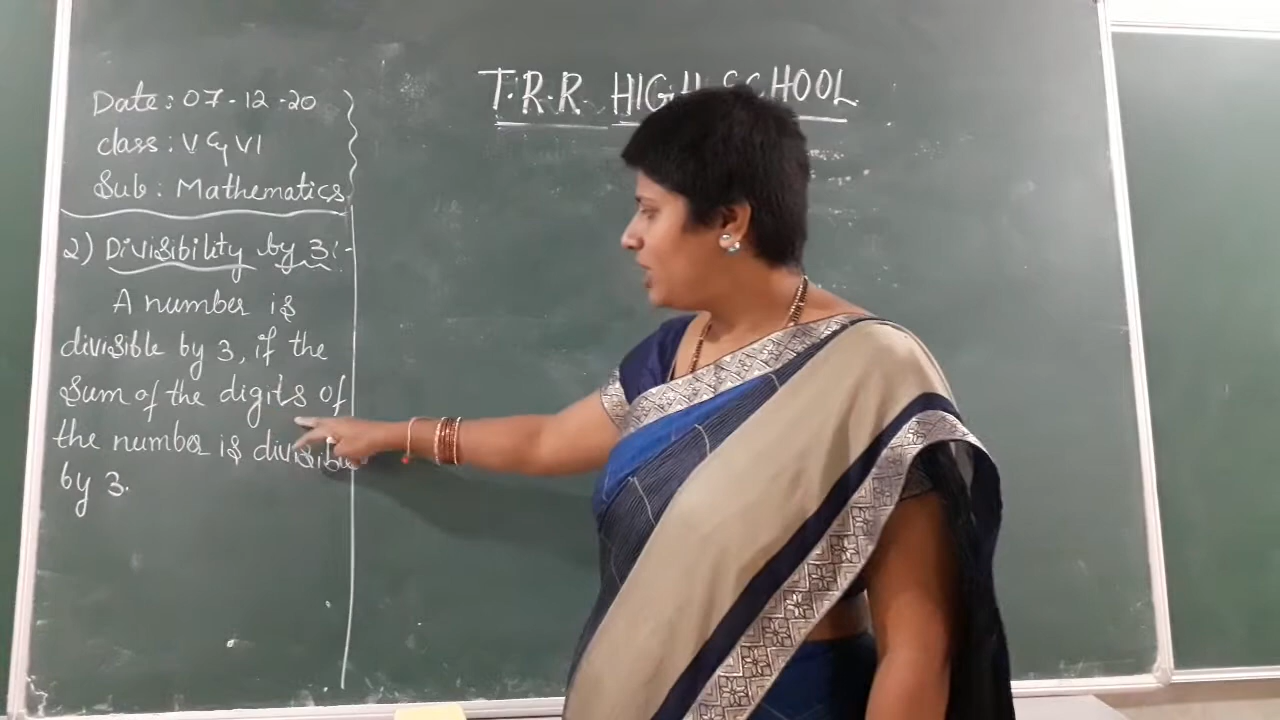 T.R.R. HIGH SCHOOL
Date: 07-12-20
class: V & VI
Sub: Mathematics
2) Divisibility by 3:-
A number is
divisible by 3, if the
Sum of the digits of
the number is divisible
by 3.